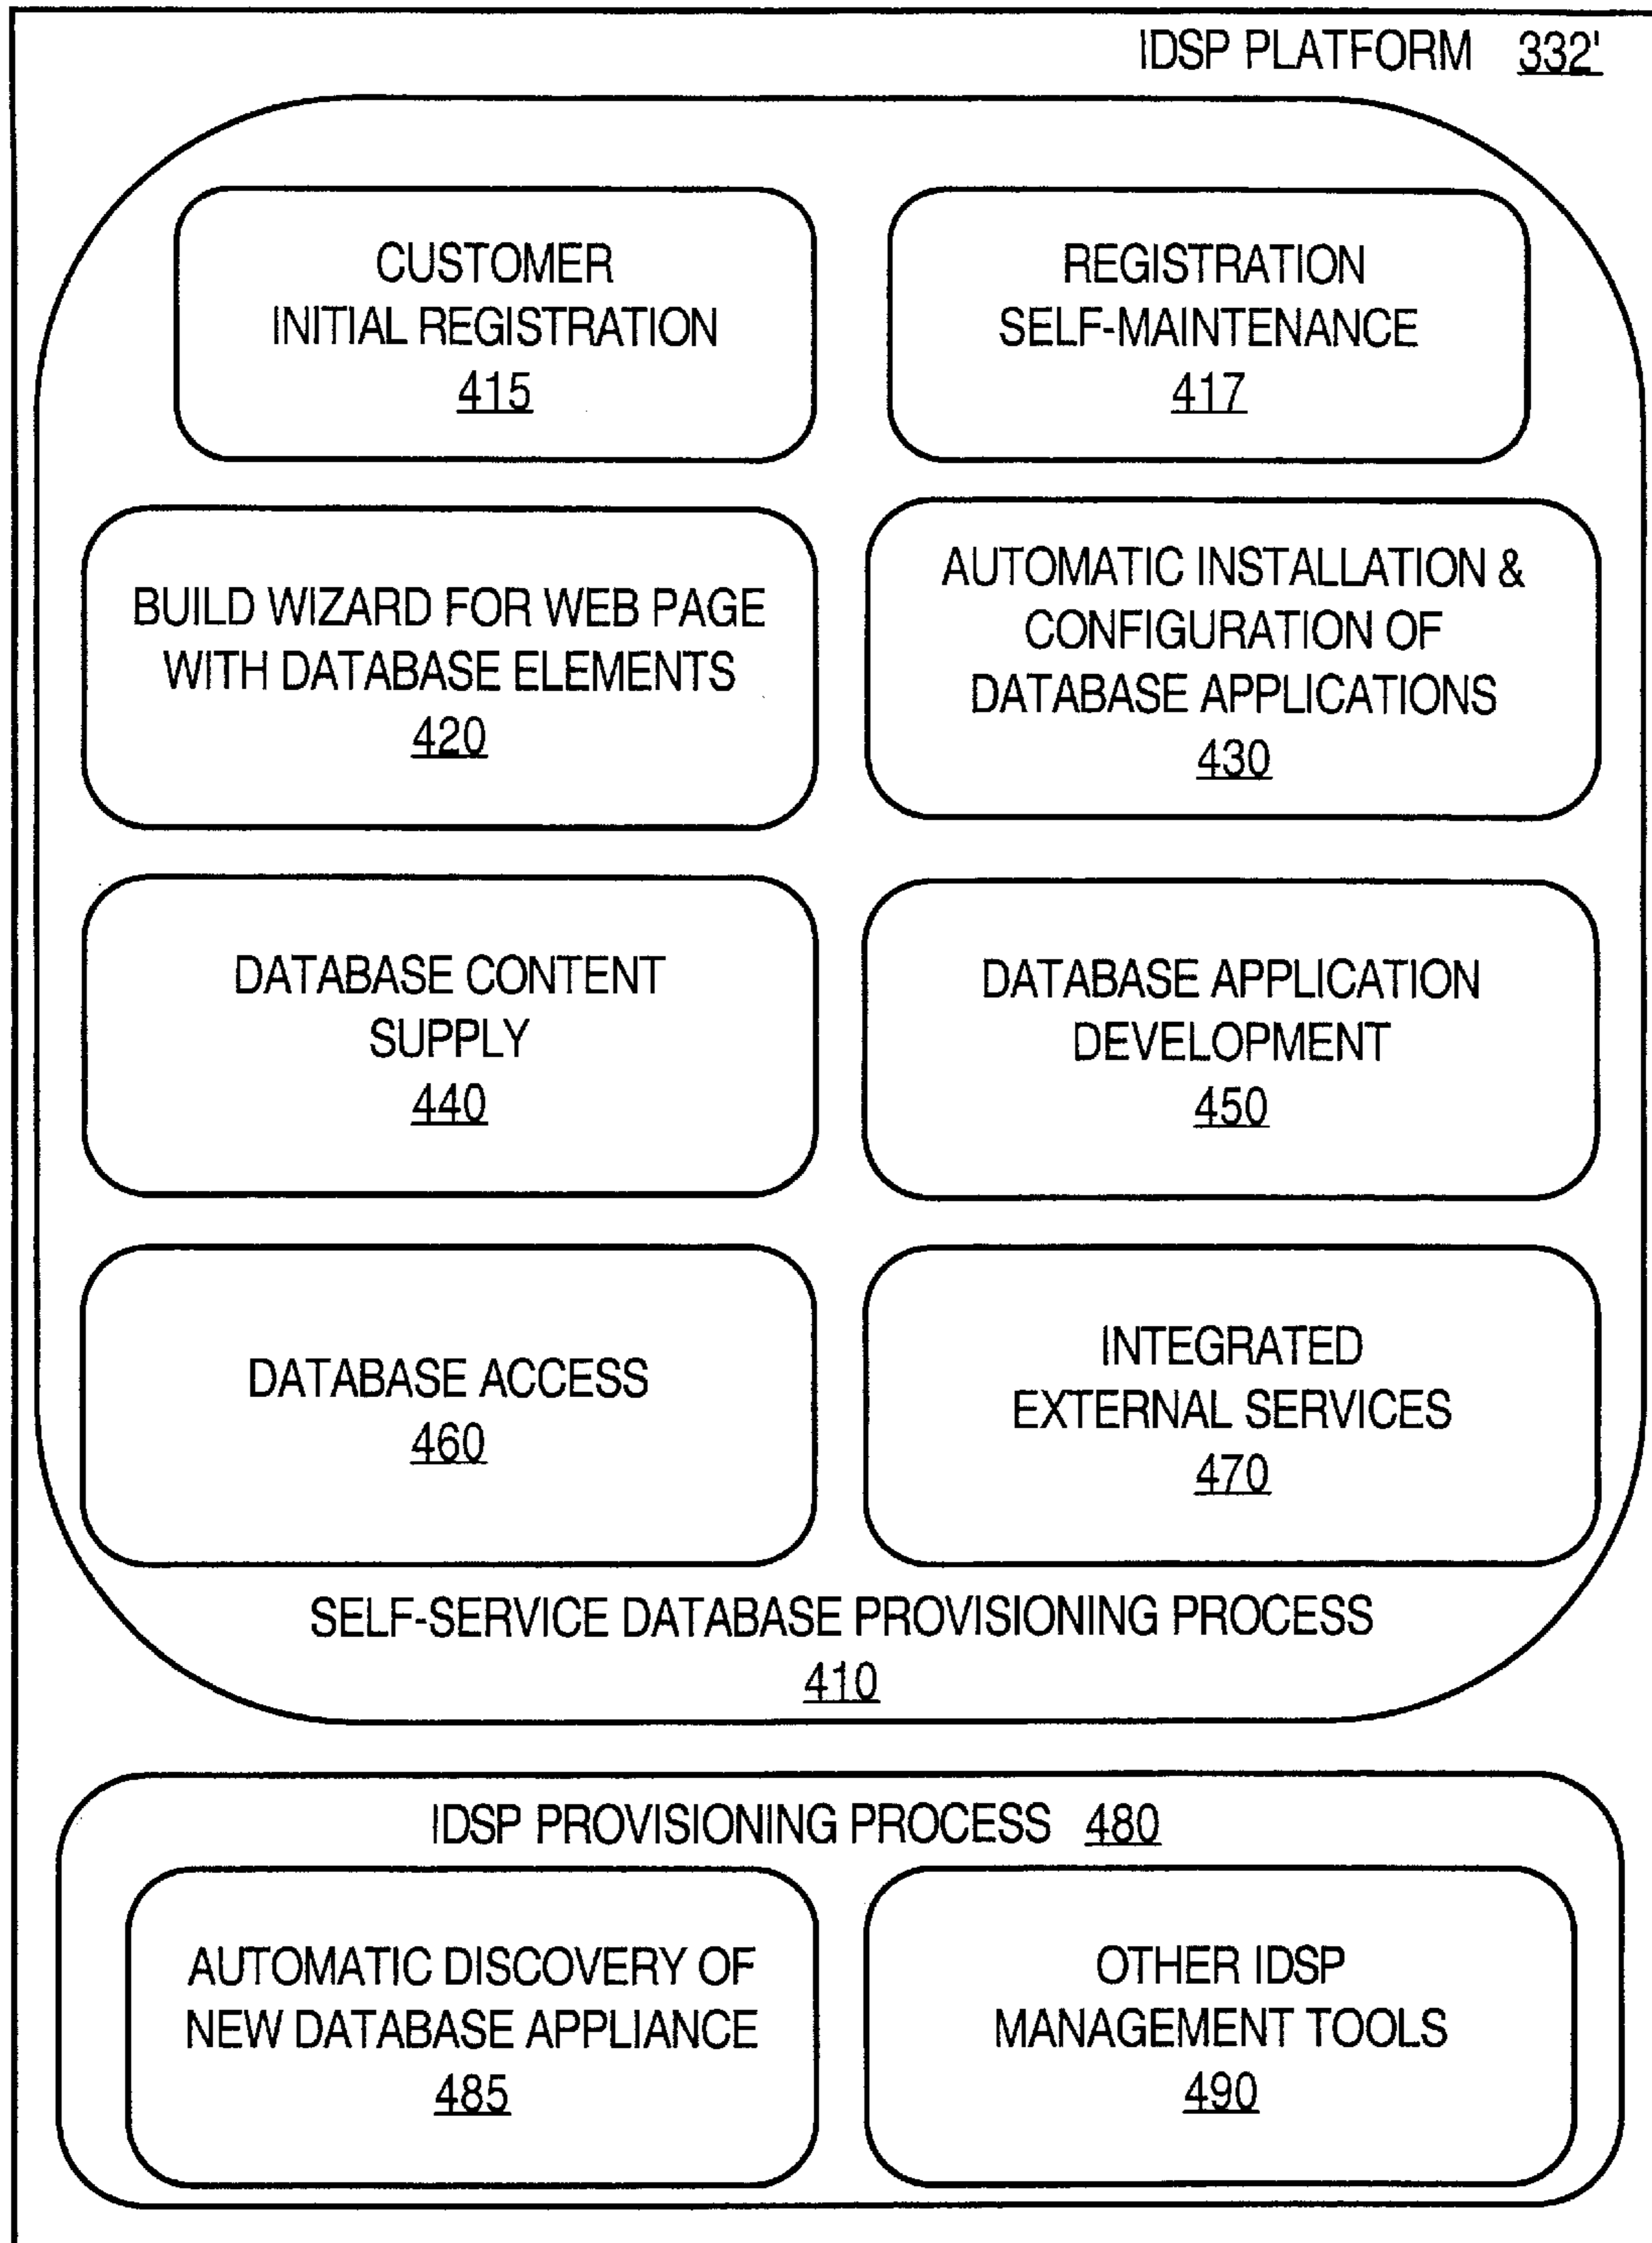 IDSP PLATFORM 332'
CUSTOMER
INITIAL REGISTRATION
415
REGISTRATION
SELF-MAINTENANCE
417
BUILD WIZARD FOR WEB PAGE
WITH DATABASE ELEMENTS
420
AUTOMATIC INSTALLATION &
CONFIGURATION OF
DATABASE APPLICATIONS
430
DATABASE CONTENT
SUPPLY
440
DATABASE APPLICATION
DEVELOPMENT
450
DATABASE ACCESS
460
INTEGRATED
EXTERNAL SERVICES
470
SELF-SERVICE DATABASE PROVISIONING PROCESS
410
IDSP PROVISIONING PROCESS 480
AUTOMATIC DISCOVERY OF
NEW DATABASE APPLIANCE
485
OTHER IDSP
MANAGEMENT TOOLS
490